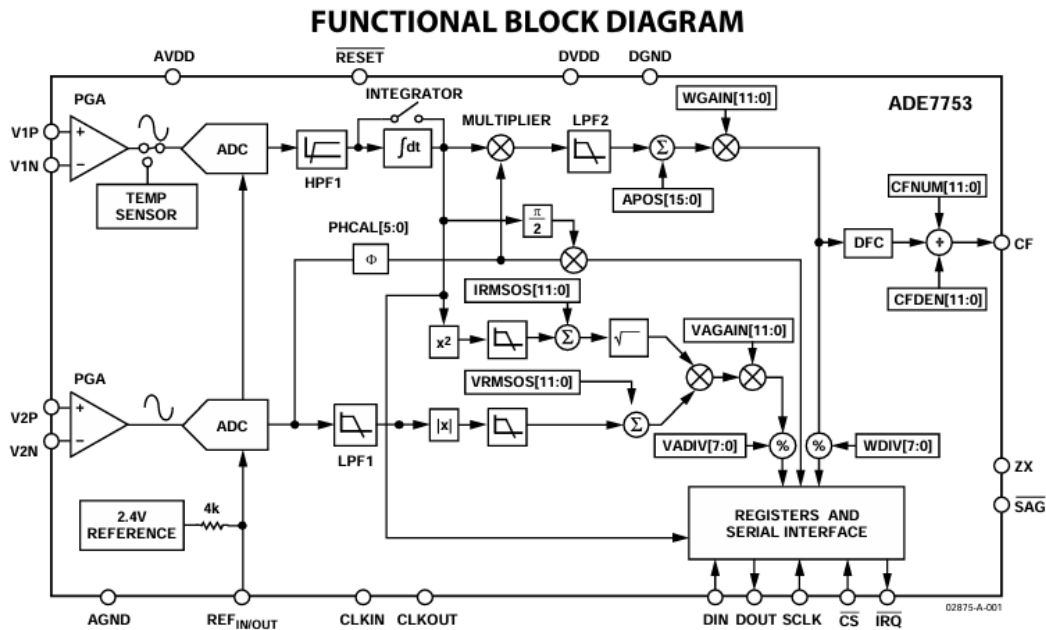 FUNCTIONAL BLOCK DIAGRAM
AVDD
RESET
DVDD
DGND
PGA
INTEGRATOR
WGAIN[11:0]
ADE7753
V1P
+
MULTIPLIER
LPF2
ADC
∫dt
Σ
V1N
−
HPF1
CFNUM[11:0]
TEMP
SENSOR
APOS[15:0]
PHCAL[5:0]
π
2
DFC
÷
CF
Φ
IRMSOS[11:0]
CFDEN[11:0]
VAGAIN[11:0]
x2
Σ
√
PGA
VRMSOS[11:0]
V2P
+
ADC
|x|
Σ
V2N
−
LPF1
VADIV[7:0]
%
%
WDIV[7:0]
ZX
2.4V
REFERENCE
4k
REGISTERS AND
SERIAL INTERFACE
SAG
02875-A-001
AGND
REFIN/OUT
CLKIN
CLKOUT
DIN
DOUT
SCLK
CS
IRQ